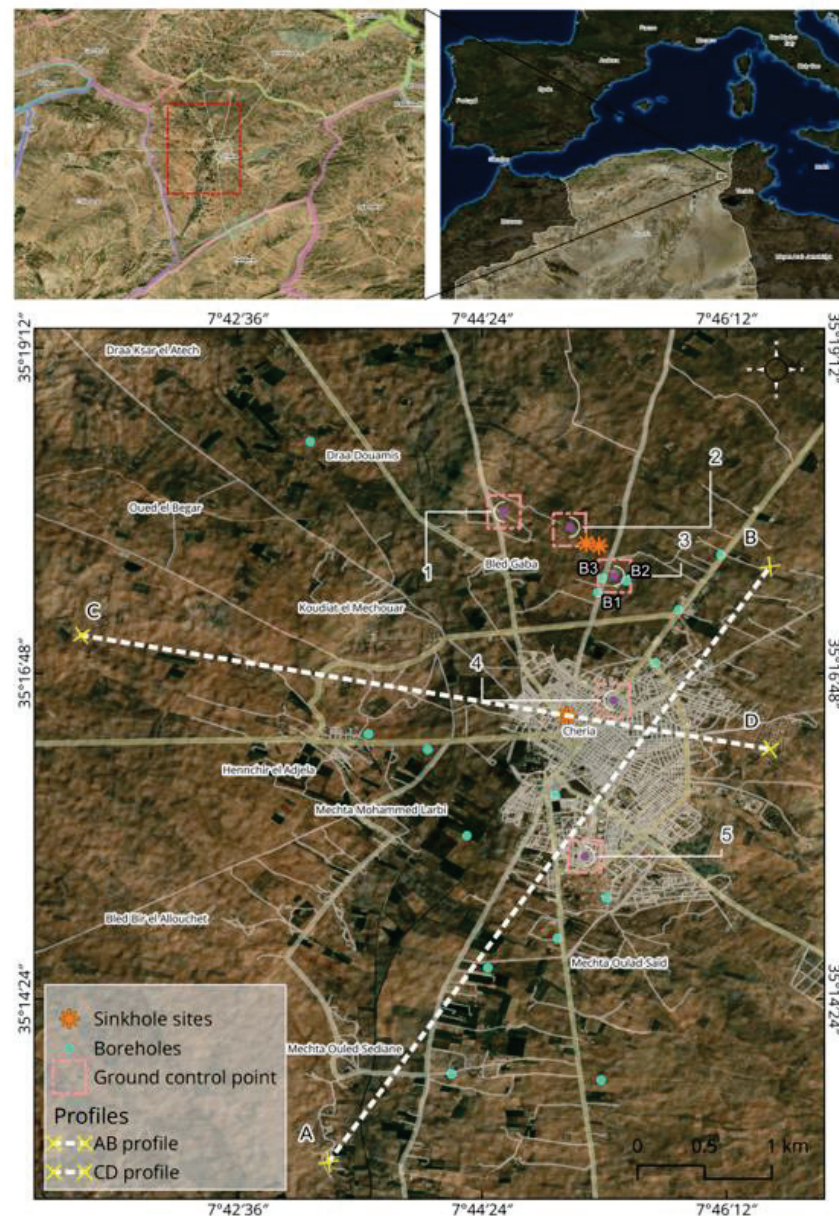 Portugal
Spain
Tunisia
7°42′36″ 7°44′24″ 7°46′12″
35°19′12″ 35°19′12″
Draa Ksar el Atech
Draa Douamis
2
Oued el Begar
B
3
1
Bled Gaba
B3
B2
B1
Koudiat el Mechouar
C
35°16′48″ 35°16′48″
4
D
Cheria
Hennchir el Adjela
Mechta Mohammed Larbi
5
Bled Bir el Allouchet
Mechta Oulad Said
35°14′24″ 35°14′24″
Sinkhole sites
Boreholes
Ground control point
Profiles
AB profile
CD profile
Mechta Ouled Sediane
A
0 0.5 1 km
7°42′36″ 7°44′24″ 7°46′12″